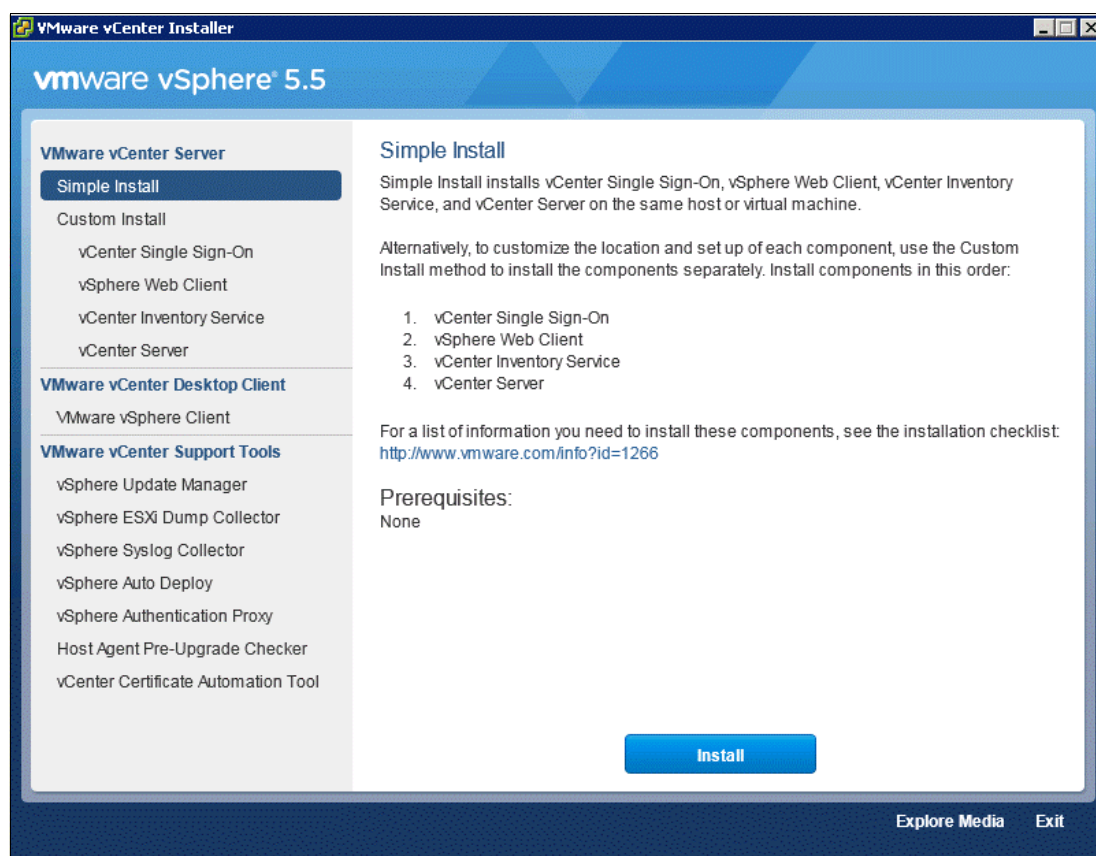 VMware vCenter Installer
vmware vSphere® 5.5
VMware vCenter Server
Simple Install
Custom Install
vCenter Single Sign-On
vSphere Web Client
vCenter Inventory Service
vCenter Server
VMware vCenter Desktop Client
VMware vSphere Client
VMware vCenter Support Tools
vSphere Update Manager
vSphere ESXi Dump Collector
vSphere Syslog Collector
vSphere Auto Deploy
vSphere Authentication Proxy
Host Agent Pre-Upgrade Checker
vCenter Certificate Automation Tool
Simple Install
Simple Install installs vCenter Single Sign-On, vSphere Web Client, vCenter Inventory
Service, and vCenter Server on the same host or virtual machine.
Alternatively, to customize the location and set up of each component, use the Custom
Install method to install the components separately. Install components in this order:
1. vCenter Single Sign-On
2. vSphere Web Client
3. vCenter Inventory Service
4. vCenter Server
For a list of information you need to install these components, see the installation checklist:
http://www.vmware.com/info?id=1266
Prerequisites:
None
Install
Explore Media Exit